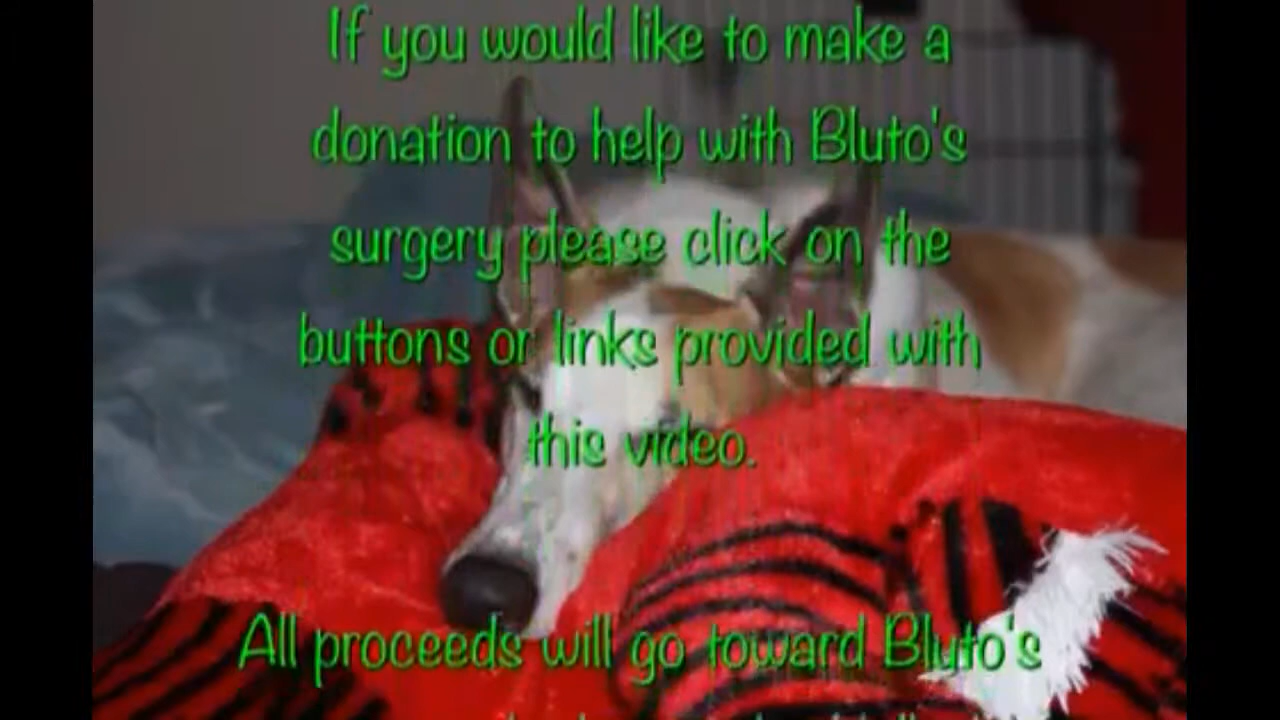 If you would like to make a
donation to help with Bluto's
surgery please click on the
buttons or links provided with
this video.
All proceeds will go toward Bluto's